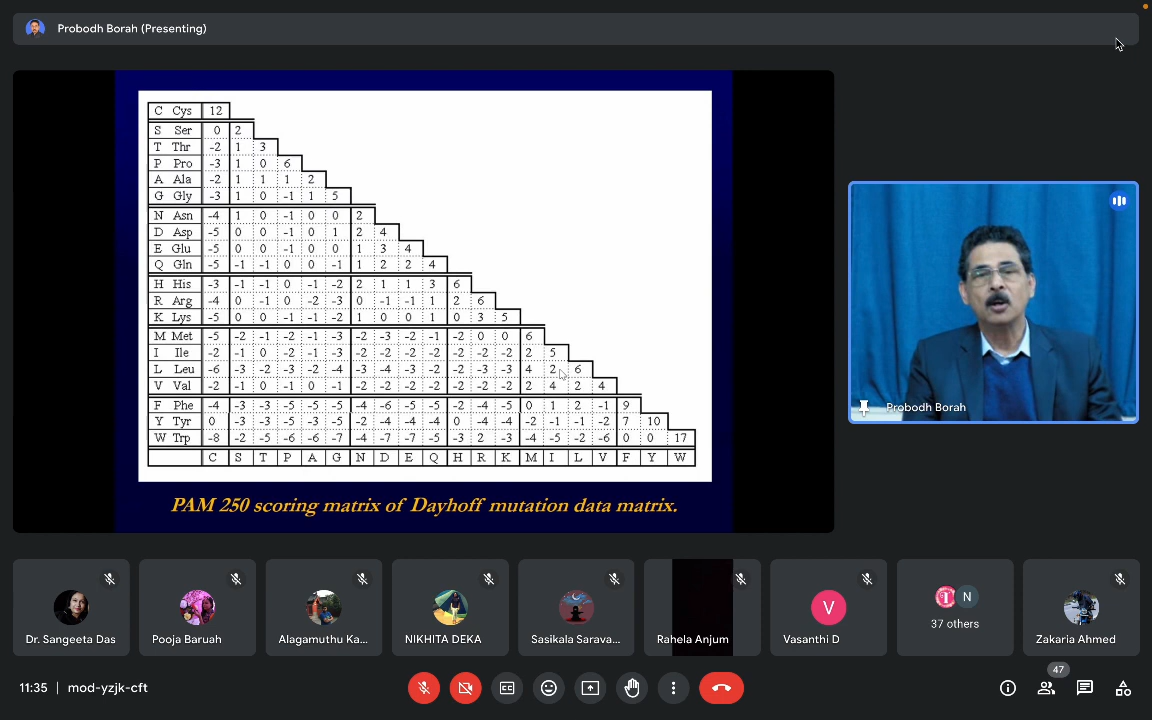 Probodh Borah (Presenting)
C Cys 12
S Ser 0 2
T Thr -2 1 3
P Pro -3 1 0 6
A Ala -2 1 1 1 2
G Gly -3 1 0 -1 1 5
N Asn -4 1 0 -1 0 0 2
D Asp -5 0 0 -1 0 1 2 4
E Glu -5 0 0 -1 0 0 1 3 4
Q Gln -5 -1 -1 0 0 -1 1 2 2 4
H His -3 -1 -1 0 -1 -2 2 1 1 3 6
R Arg -4 0 -1 0 -2 -3 0 -1 -1 1 2 6
K Lys -5 0 0 -1 -1 -2 1 0 0 1 0 3 5
M Met -5 -2 -1 -2 -1 -3 -2 -3 -2 -1 -2 0 0 6
I Ile -2 -1 0 -2 -1 -3 -2 -2 -2 -2 -2 -2 -2 2 5
L Leu -6 -3 -2 -3 -2 -4 -3 -4 -3 -2 -2 -3 -3 4 2 6
V Val -2 -1 0 -1 0 -1 -2 -2 -2 -2 -2 -2 -2 2 4 2 4
F Phe -4 -3 -3 -5 -5 -5 -4 -6 -5 -5 -2 -4 -5 0 1 2 -1 9
Y Tyr 0 -3 -3 -5 -3 -5 -2 -4 -4 -4 0 -4 -4 -2 -1 -1 -2 7 10
W Trp -8 -2 -5 -6 -6 -7 -4 -7 -7 -5 -3 2 -3 -4 -5 -2 -6 0 0 17
C S T P A G N D E Q H R K M I L V F Y W
PAM 250 scoring matrix of Dayhoff mutation data matrix.
Probodh Borah
Dr. Sangeeta Das
Pooja Baruah
Alagamuthu Ka...
NIKHITA DEKA
Sasikala Sarava...
Rahela Anjum
V
Vasanthi D
N
37 others
Zakaria Ahmed
11:35 | mod-yzjk-cft
CC
47